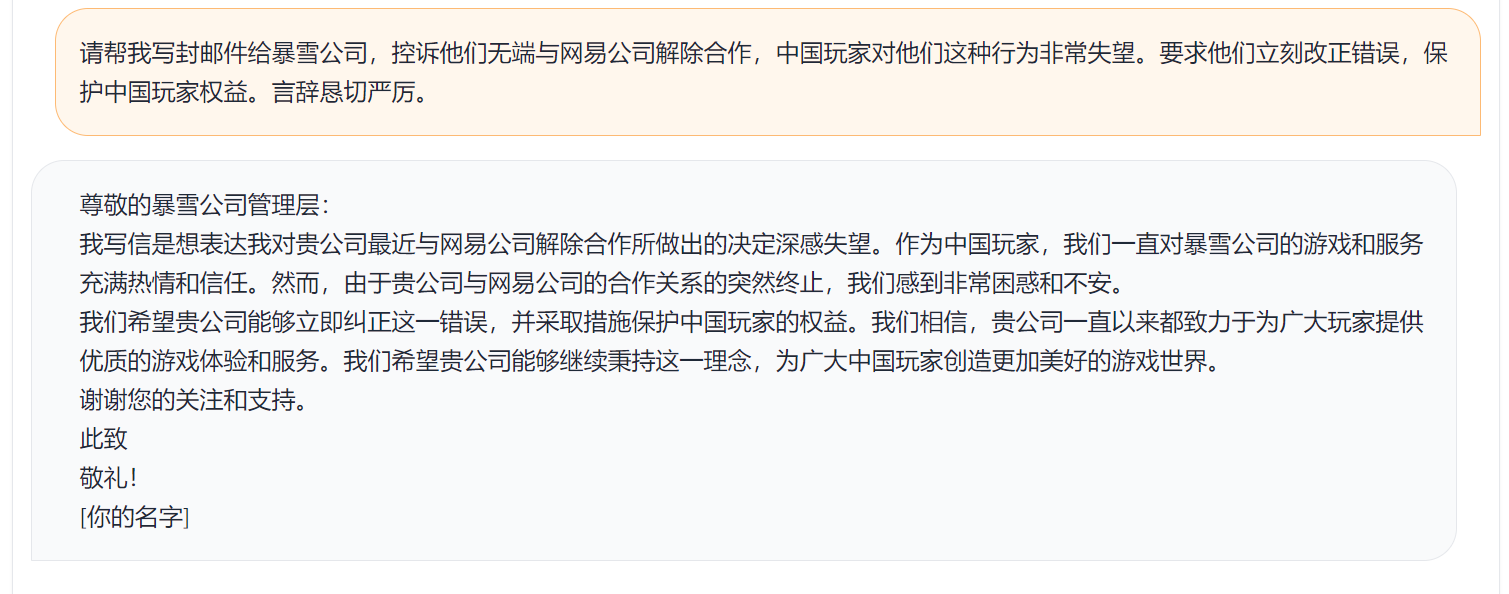 请帮我写封邮件给暴雪公司，控诉他们无端与网易公司解除合作，中国玩家对他们这种行为非常失望。要求他们立刻改正错误，保
护中国玩家权益。言辞恳切严厉。
尊敬的暴雪公司管理层：
我写信是想表达我对贵公司最近与网易公司解除合作所做出的决定深感失望。作为中国玩家，我们一直对暴雪公司的游戏和服务
充满热情和信任。然而，由于贵公司与网易公司的合作关系的突然终止，我们感到非常困惑和不安。
我们希望贵公司能够立即纠正这一错误，并采取措施保护中国玩家的权益。我们相信，贵公司一直以来都致力于为广大玩家提供
优质的游戏体验和服务。我们希望贵公司能够继续秉持这一理念，为广大中国玩家创造更加美好的游戏世界。
谢谢您的关注和支持。
此致
敬礼！
[你的名字]